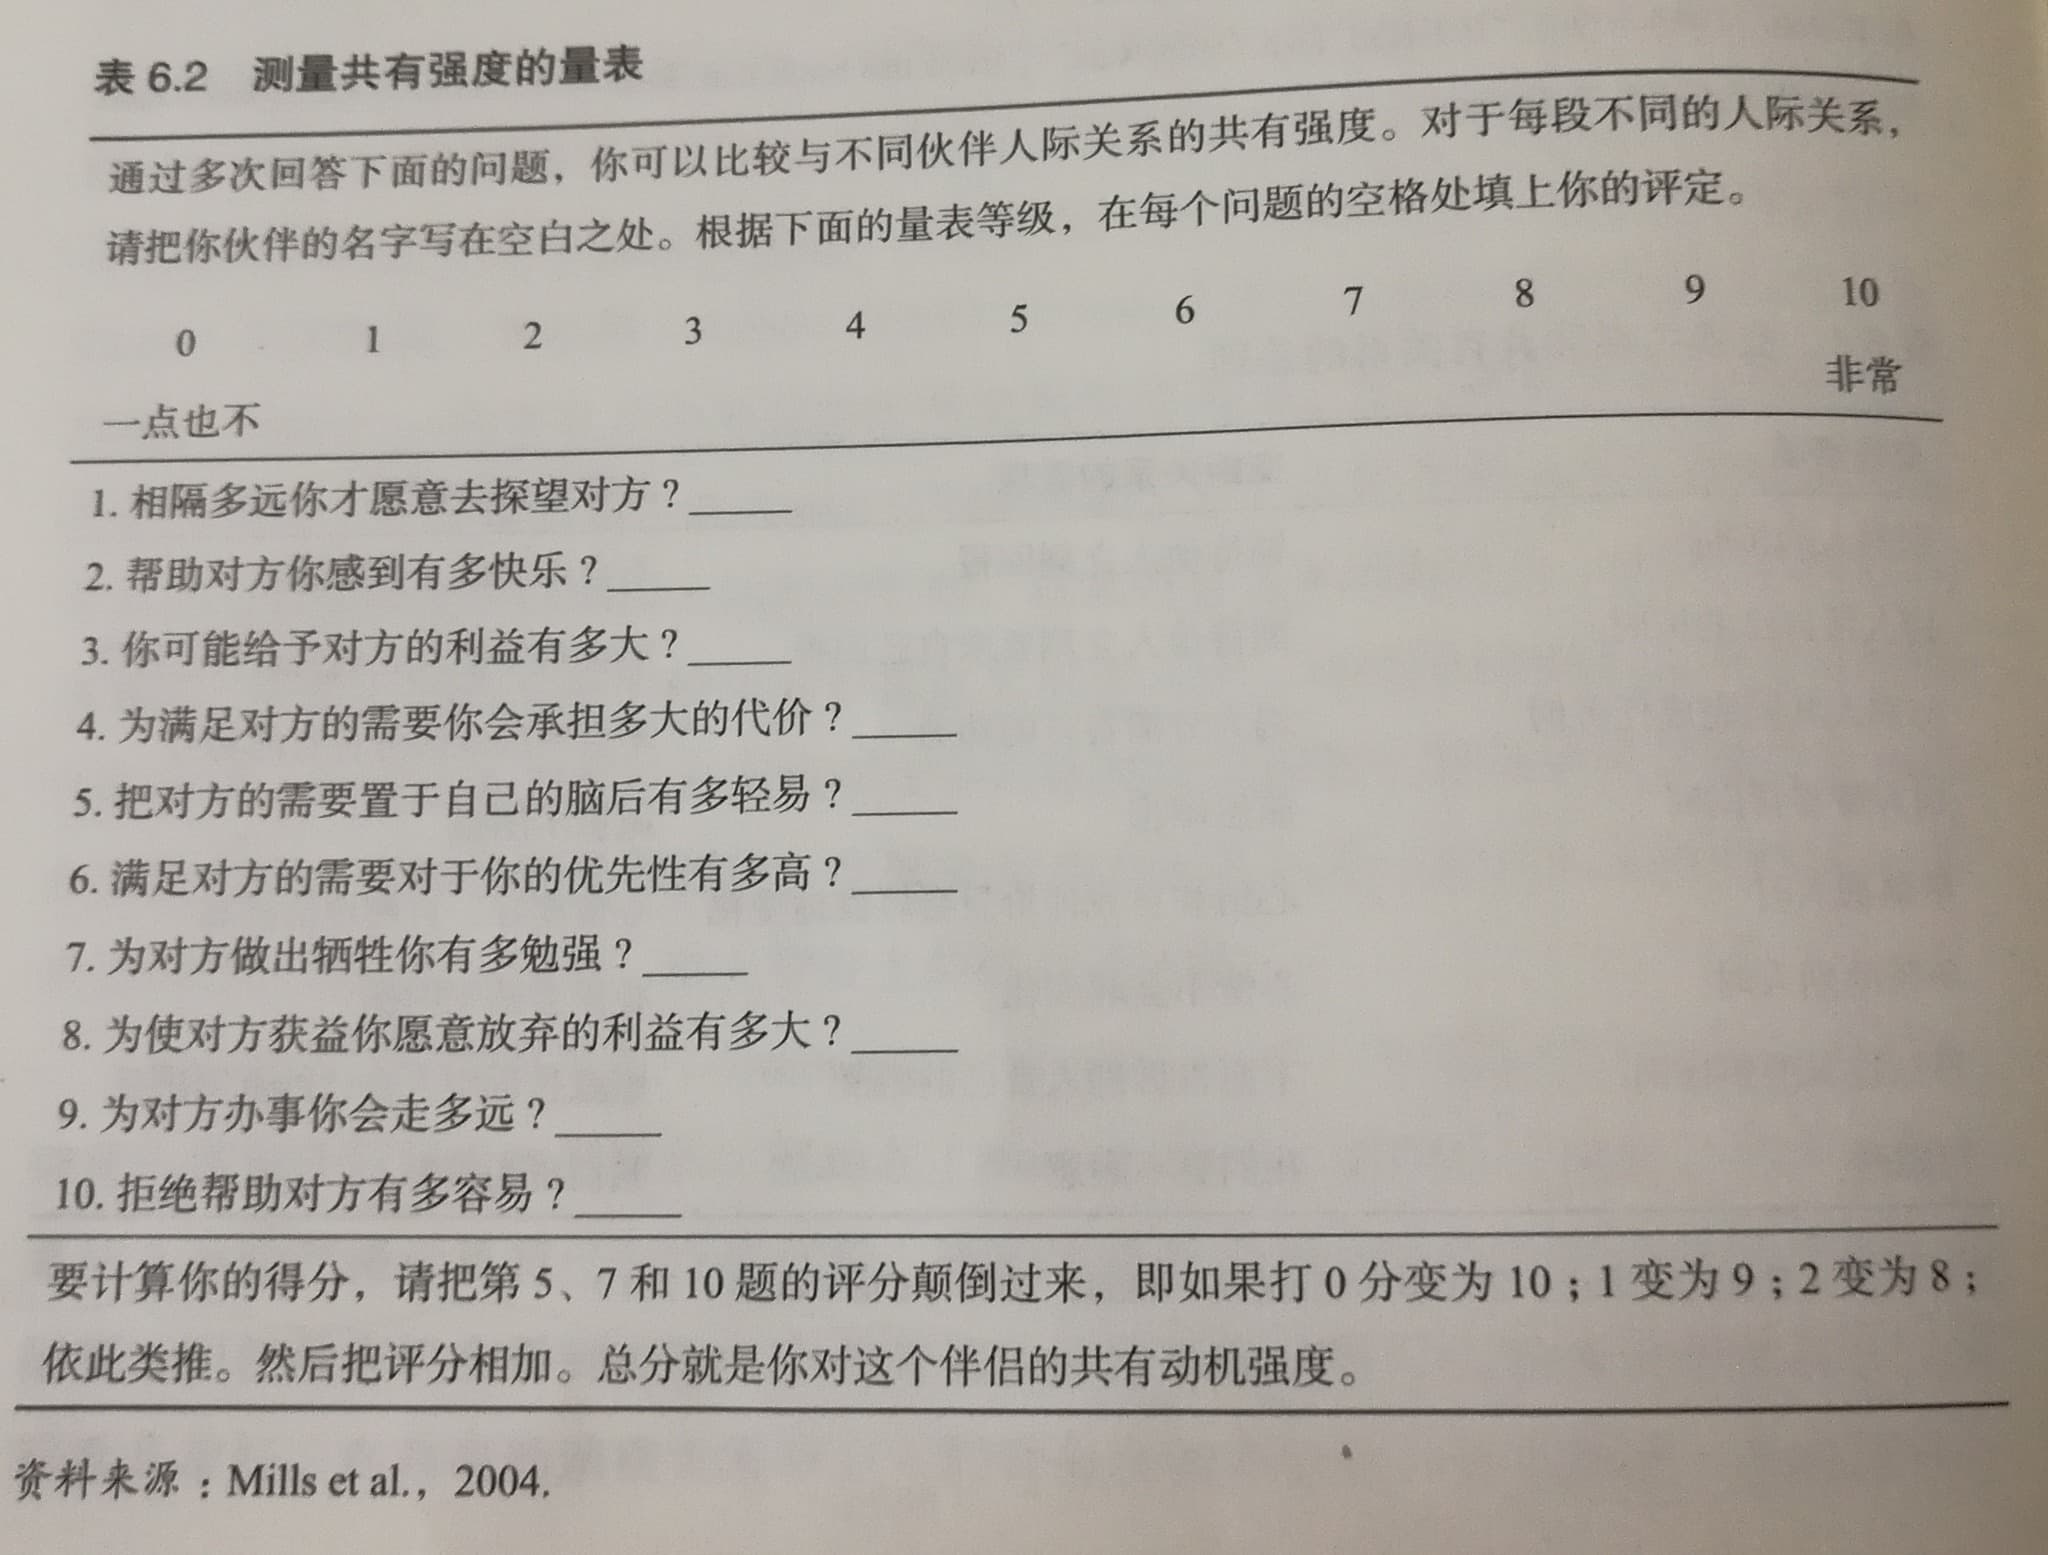 表 6.2 测量共有强度的量表
通过多次回答下面的问题，你可以比较与不同伙伴人际关系的共有强度。对于每段不同的人际关系，
请把你伙伴的名字写在空白之处。根据下面的量表等级，在每个问题的空格处填上你的评定。
0 1 2 3 4 5 6 7 8 9 10
一点也不 非常
1. 相隔多远你才愿意去探望对方？_____
2. 帮助对方你感到有多快乐？_____
3. 你可能给予对方的利益有多大？_____
4. 为满足对方的需要你会承担多大的代价？_____
5. 把对方的需要置于自己的脑后有多轻易？_____
6. 满足对方的需要对于你的优先性有多高？_____
7. 为对方做出牺牲你有多勉强？_____
8. 为使对方获益你愿意放弃的利益有多大？_____
9. 为对方办事你会走多远？_____
10. 拒绝帮助对方有多容易？_____
要计算你的得分，请把第 5、7 和 10 题的评分颠倒过来，即如果打 0 分变为 10；1 变为 9；2 变为 8；
依此类推。然后把评分相加。总分就是你对这个伴侣的共有动机强度。
资料来源：Mills et al.，2004.